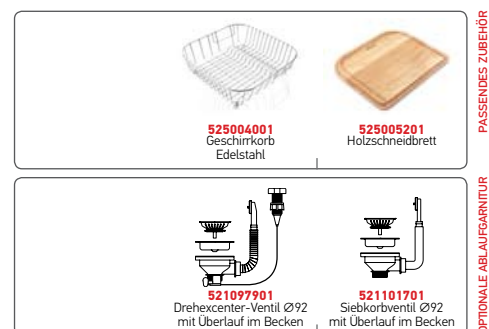 525004001
Geschirrkorb
Edelstahl
525005201
Holzschneidbrett
PASSENDES ZUBEHÖR
521097901
Drehexcenter-Ventil Ø92
mit Überlauf im Becken
521101701
Siebkorbventil Ø92
mit Überlauf im Becken
OPTIONALE ABLAUFGARNITUR